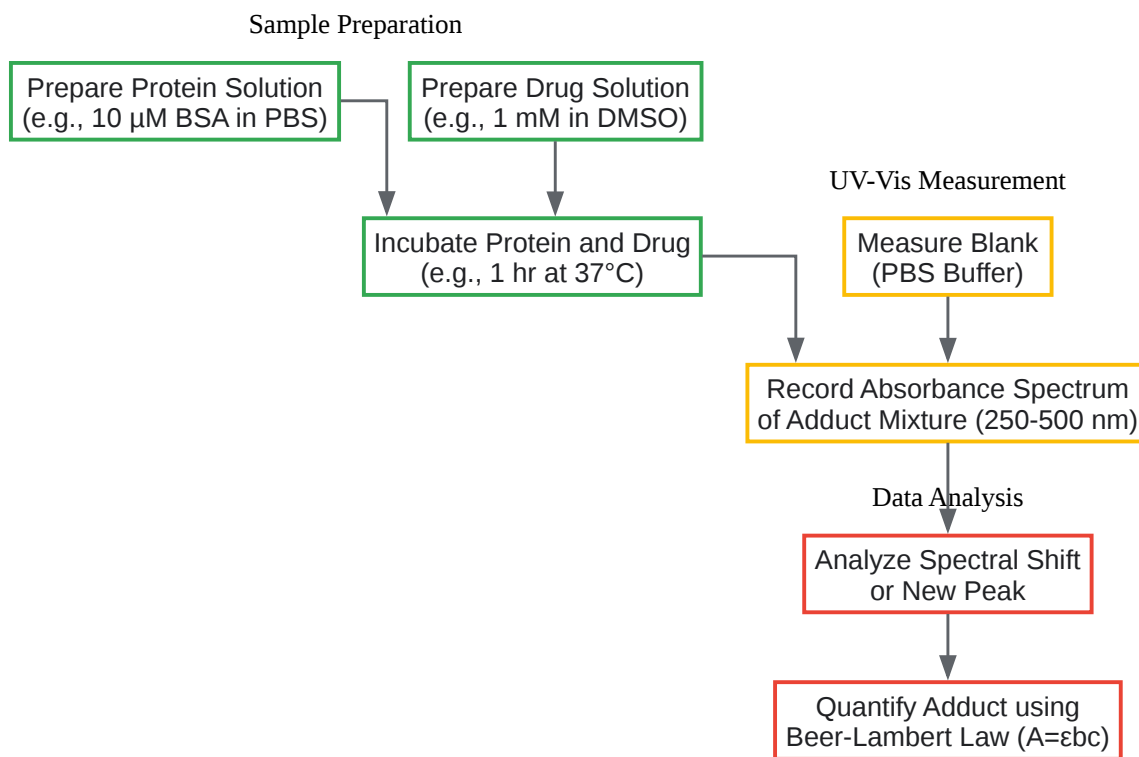 Sample Preparation
Prepare Protein Solution
(e.g., 10 µM BSA in PBS)
Prepare Drug Solution
(e.g., 1 mM in DMSO)
Incubate Protein and Drug
(e.g., 1 hr at 37°C)
UV-Vis Measurement
Measure Blank
(PBS Buffer)
Record Absorbance Spectrum
of Adduct Mixture (250-500 nm)
Data Analysis
Analyze Spectral Shift
or New Peak
Quantify Adduct using
Beer-Lambert Law (A=εbc)